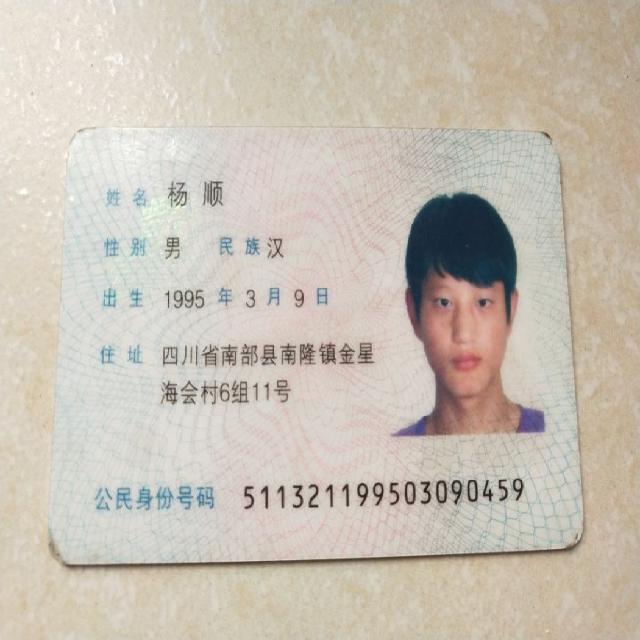 姓名 杨顺
性别 男 民族 汉
出生 1995 年 3 月 9 日
住址 四川省南部县南隆镇金星
海会村6组11号
公民身份号码 511321199503090459